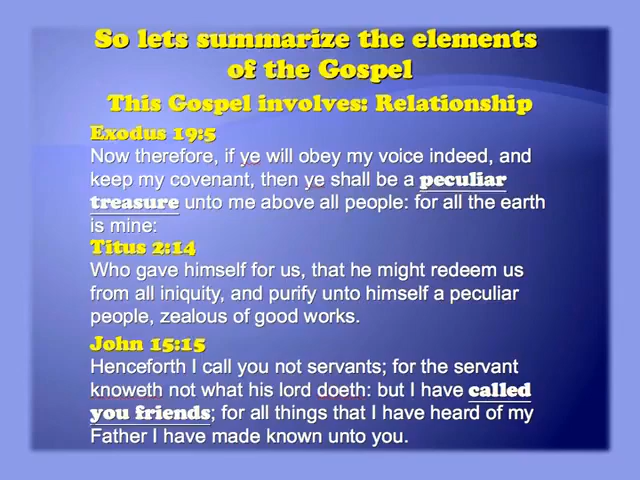 So lets summarize the elements
of the Gospel
This Gospel involves: Relationship
Exodus 19:5
Now therefore, if ye will obey my voice indeed, and
keep my covenant, then ye shall be a peculiar
treasure unto me above all people: for all the earth
is mine:
Titus 2:14
Who gave himself for us, that he might redeem us
from all iniquity, and purify unto himself a peculiar
people, zealous of good works.
John 15:15
Henceforth I call you not servants; for the servant
knoweth not what his lord doeth: but I have called
you friends; for all things that I have heard of my
Father I have made known unto you.